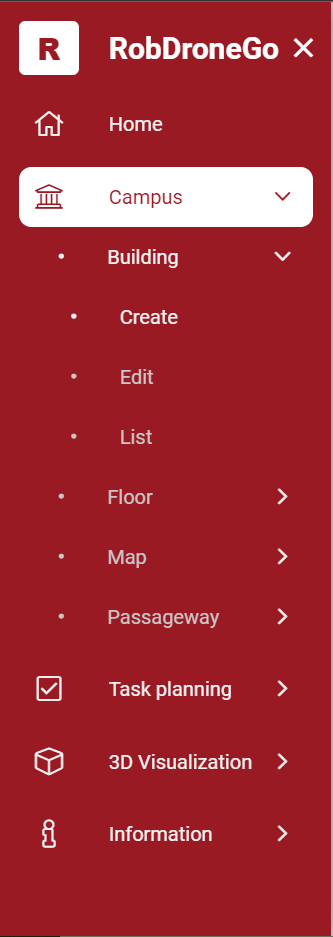 R RobDroneGo
Home
Campus
Building
Create
Edit
List
Floor
Map
Passageway
Task planning
3D Visualization
Information